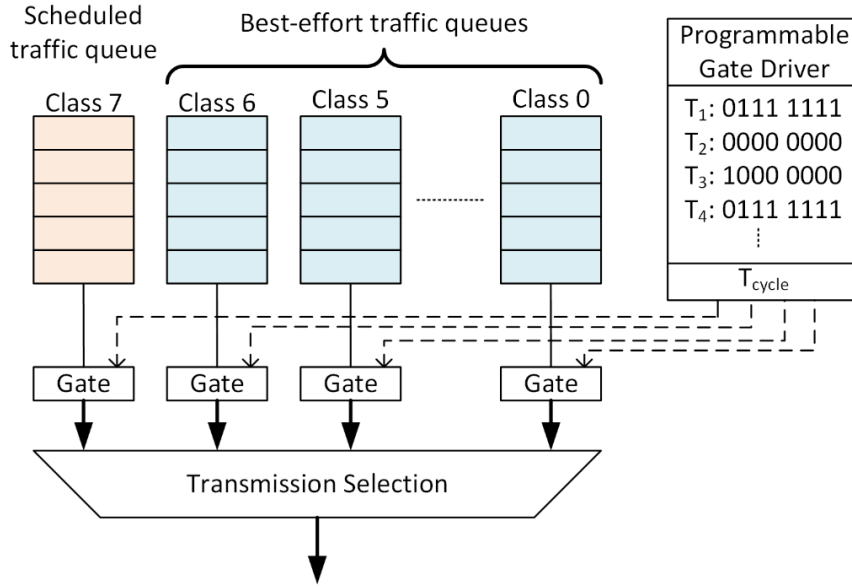 Scheduled
traffic queue
Best-effort traffic queues
Class 7
Class 6
Class 5
Class 0
Programmable
Gate Driver
T1: 0111 1111
T2: 0000 0000
T3: 1000 0000
T4: 0111 1111
Tcycle
Gate
Gate
Gate
Gate
Transmission Selection